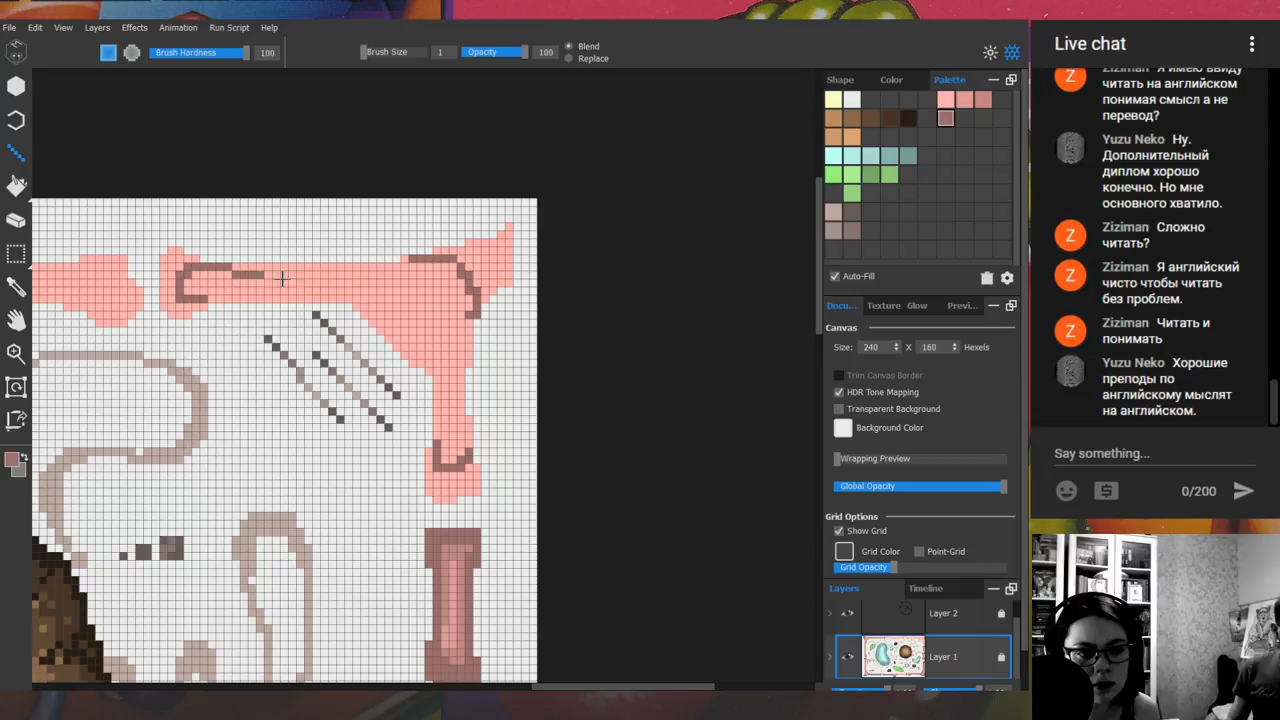 File Edit View Layers Effects Animation Run Script Help
Brush Hardness 100 Brush Size 1 Opacity 100 Blend
Replace
Shape Color Palette
Auto-Fill
Docu... Texture Glow Previ...
Canvas
Size: 240 X 160 Hexels
Trim Canvas Border
HDR Tone Mapping
Transparent Background
Background Color
Wrapping Preview
Global Opacity
Grid Options
Show Grid
Grid Color Point-Grid
Grid Opacity
Layers Timeline
Layer 2
Layer 1
Live chat
Ziziman Я имею ввиду
читать на английском
понимая смысл а не
перевод?
Yuzu Neko Ну.
Дополнительный
диплом хорошо
конечно. Но мне
основного хватило.
Ziziman Сложно
читать?
Ziziman Я английский
чисто чтобы читать
без проблем.
Ziziman Читать и
понимать
Yuzu Neko Хорошие
преподы по
английскому мыслят
на английском.
Say something...
0/200